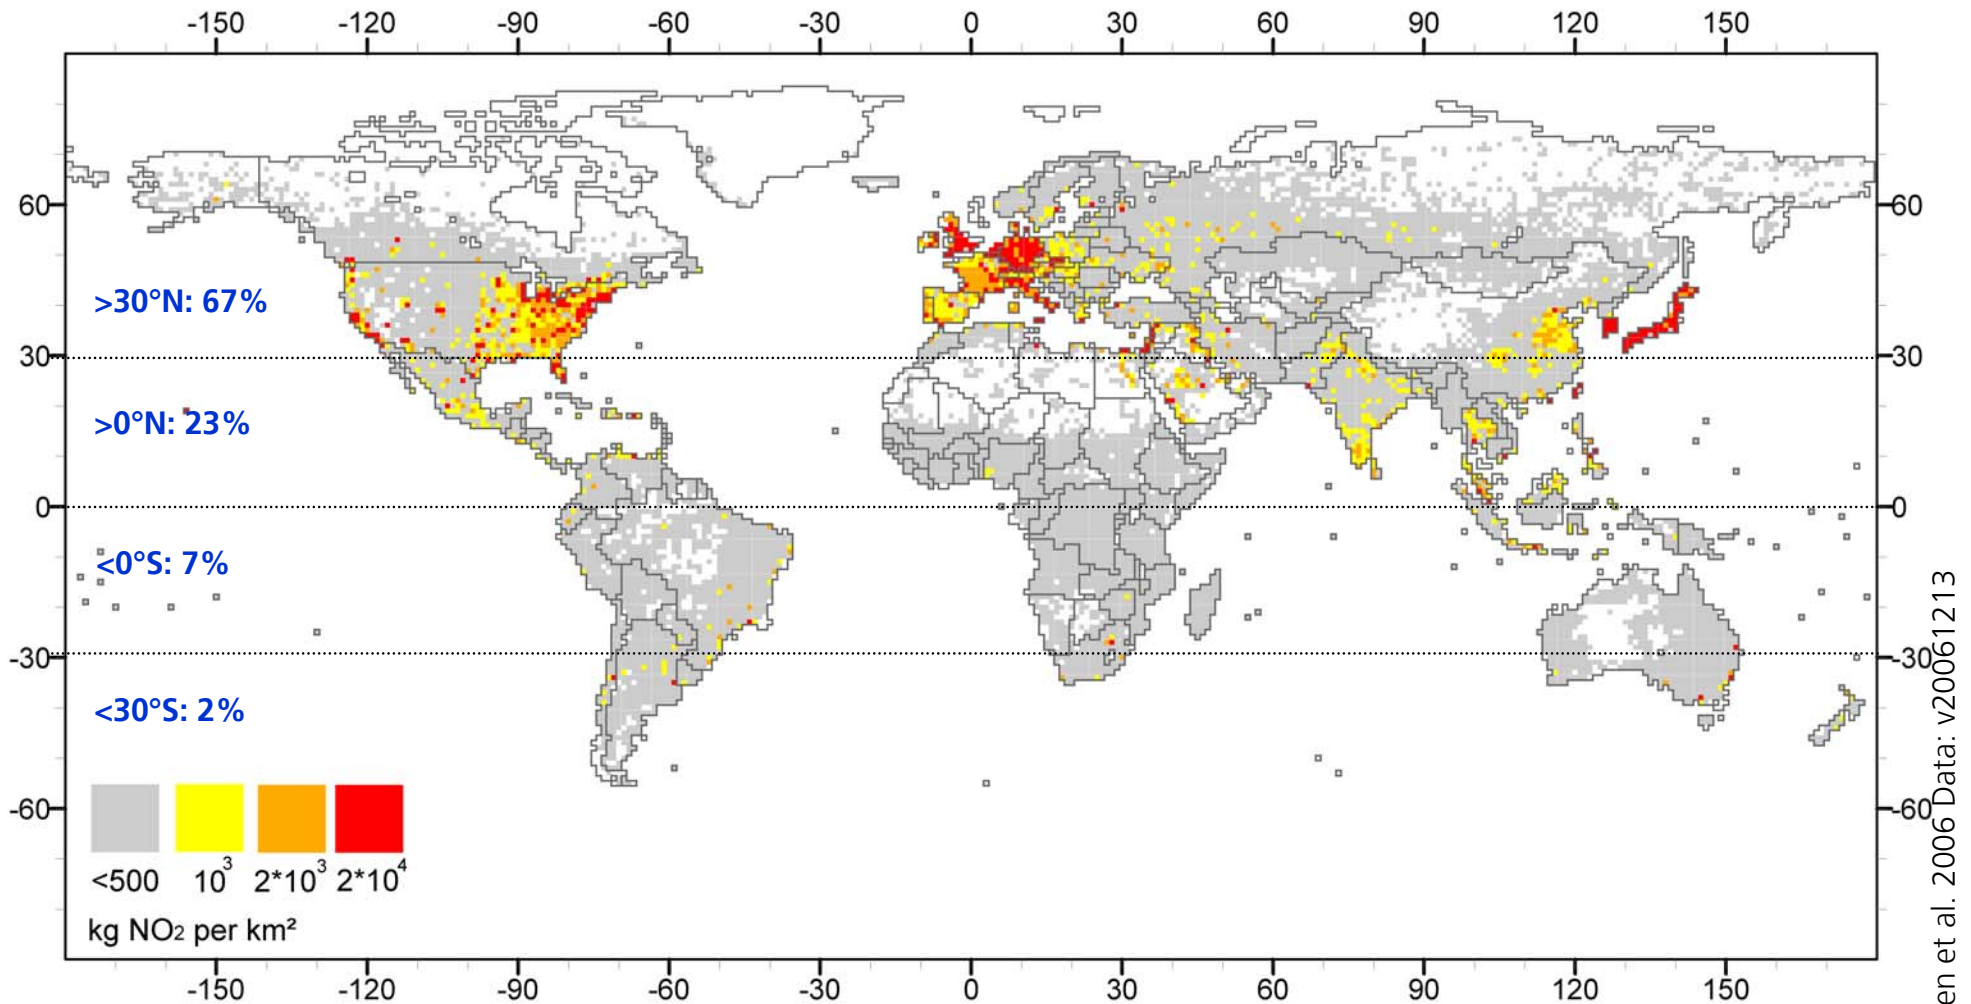 -150 -120 -90 -60 -30 0 30 60 90 120 150
60 60
>30°N: 67%
30 30
>0°N: 23%
0 0
<0°S: 7%
-30 -30
<30°S: 2%
-60 -60
<500 10³ 2*10³ 2*10⁴
kg NO₂ per km²
-150 -120 -90 -60 -30 0 30 60 90 120 150
en et al. 2006 Data: v200612213